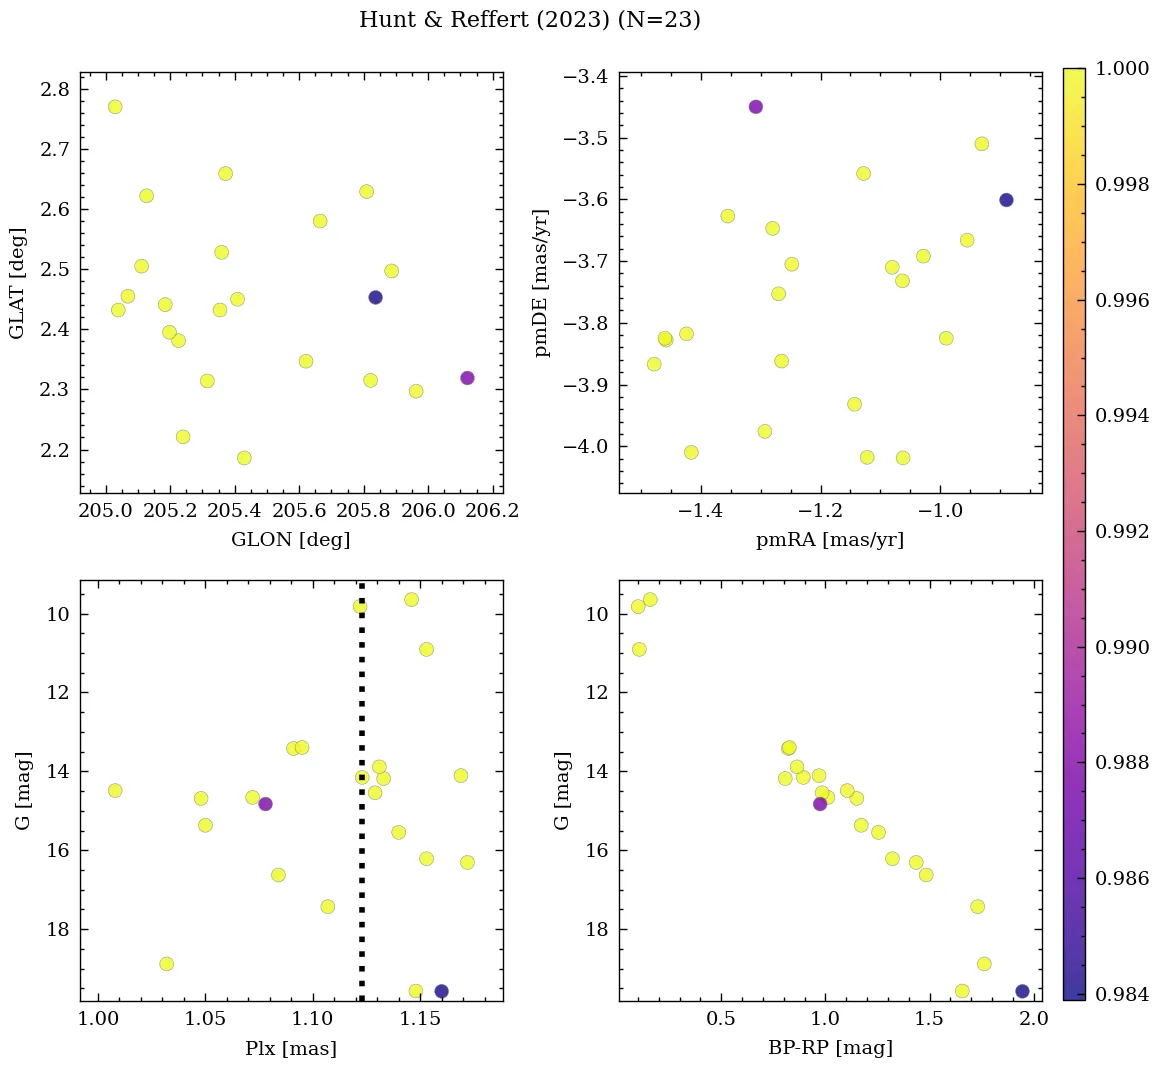 Hunt & Reffert (2023) (N=23)
2.8
2.7
2.6
2.5
2.4
2.3
2.2
GLAT [deg]
205.0 205.2 205.4 205.6 205.8 206.0 206.2
GLON [deg]
−3.4
−3.5
−3.6
−3.7
−3.8
−3.9
−4.0
pmDE [mas/yr]
−1.4 −1.2 −1.0
pmRA [mas/yr]
10
12
14
16
18
G [mag]
1.00 1.05 1.10 1.15
Plx [mas]
10
12
14
16
18
G [mag]
0.5 1.0 1.5 2.0
BP-RP [mag]
1.000
0.998
0.996
0.994
0.992
0.990
0.988
0.986
0.984